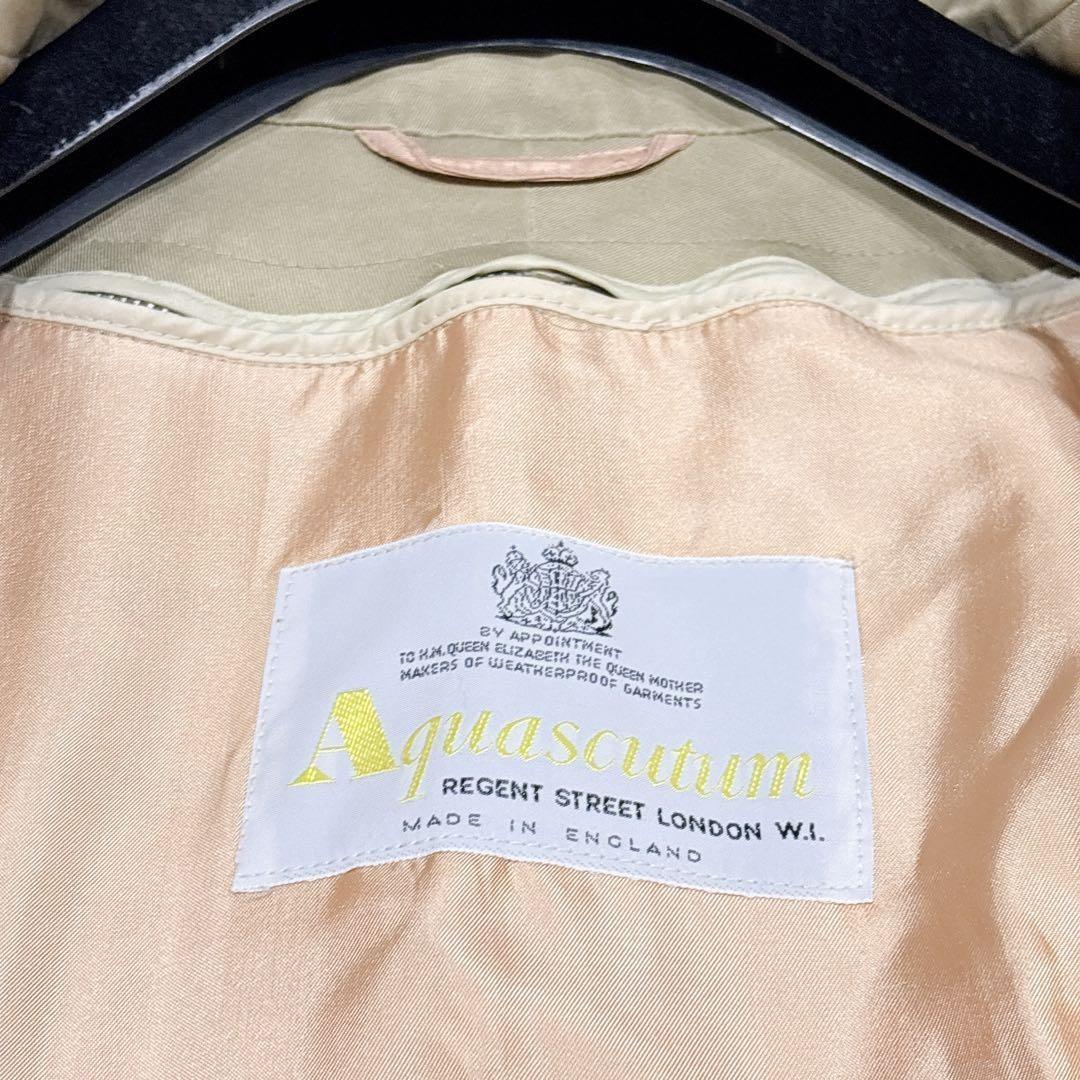 BY APPOINTMENT
TO H.M. QUEEN ELIZABETH THE QUEEN MOTHER
MAKERS OF WEATHERPROOF GARMENTS
Aquascutum
REGENT STREET LONDON W.I.
MADE IN ENGLAND